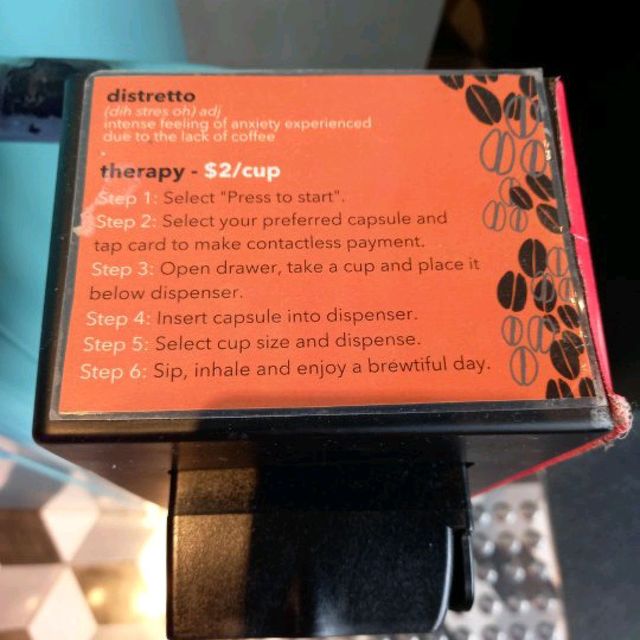 distretto
(dih stres oh) adj
intense feeling of anxiety experienced
due to the lack of coffee
therapy - $2/cup
Step 1: Select "Press to start".
Step 2: Select your preferred capsule and
tap card to make contactless payment.
Step 3: Open drawer, take a cup and place it
below dispenser.
Step 4: Insert capsule into dispenser.
Step 5: Select cup size and dispense.
Step 6: Sip, inhale and enjoy a brewtiful day.